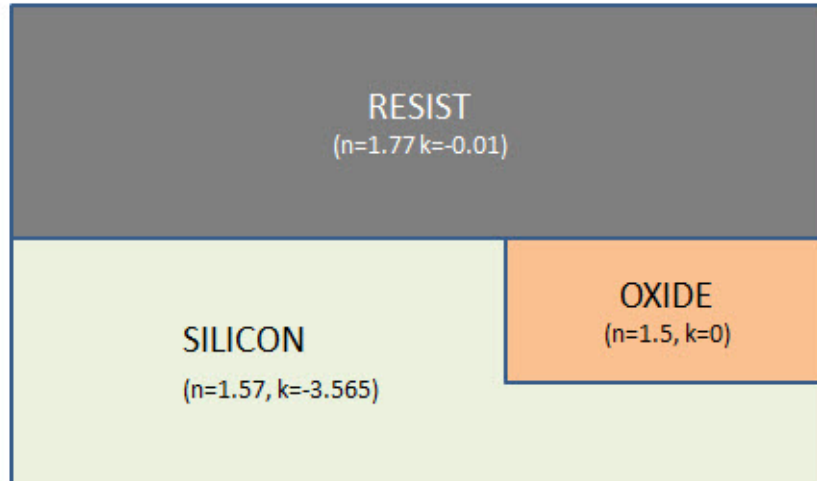 RESIST
(n=1.77 k=-0.01)
OXIDE
(n=1.5, k=0)
SILICON
(n=1.57, k=-3.565)